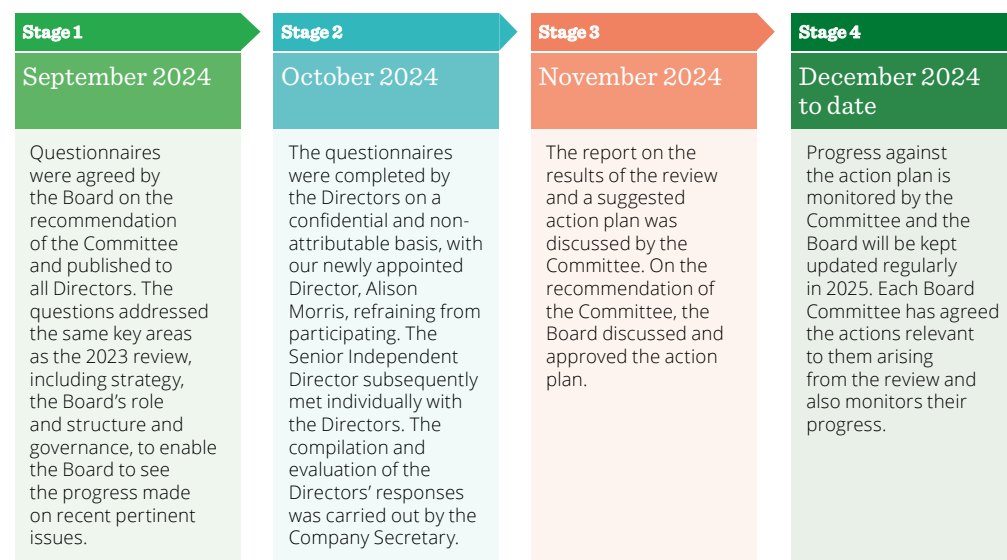 Stage 1
September 2024
Questionnaires
were agreed by
the Board on the
recommendation
of the Committee
and published to
all Directors. The
questions addressed
the same key areas
as the 2023 review,
including strategy,
the Board’s role
and structure and
governance, to enable
the Board to see
the progress made
on recent pertinent
issues.
Stage 2
October 2024
The questionnaires
were completed by
the Directors on a
confidential and non-
attributable basis, with
our newly appointed
Director, Alison
Morris, refraining from
participating. The
Senior Independent
Director subsequently
met individually with
the Directors. The
compilation and
evaluation of the
Directors’ responses
was carried out by the
Company Secretary.
Stage 3
November 2024
The report on the
results of the review
and a suggested
action plan was
discussed by the
Committee. On the
recommendation of
the Committee, the
Board discussed and
approved the action
plan.
Stage 4
December 2024
to date
Progress against
the action plan is
monitored by the
Committee and the
Board will be kept
updated regularly
in 2025. Each Board
Committee has agreed
the actions relevant
to them arising
from the review and
also monitors their
progress.